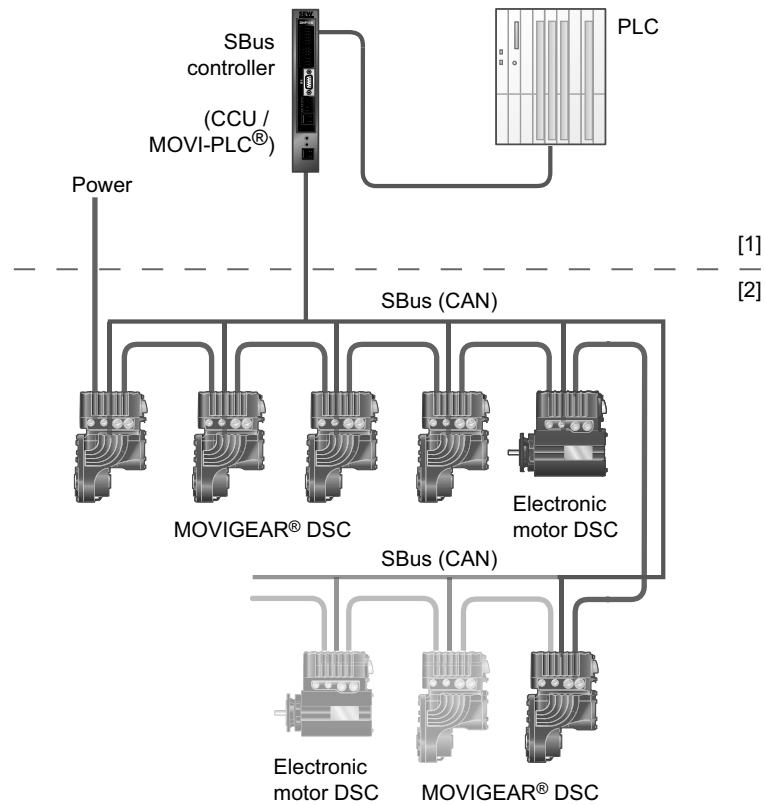 SBus
controller
(CCU /
MOVI-PLC®)
PLC
SEW
Power
[1]
[2]
SBus (CAN)
MOVIGEAR® DSC
Electronic
motor DSC
SBus (CAN)
Electronic
motor DSC
MOVIGEAR® DSC